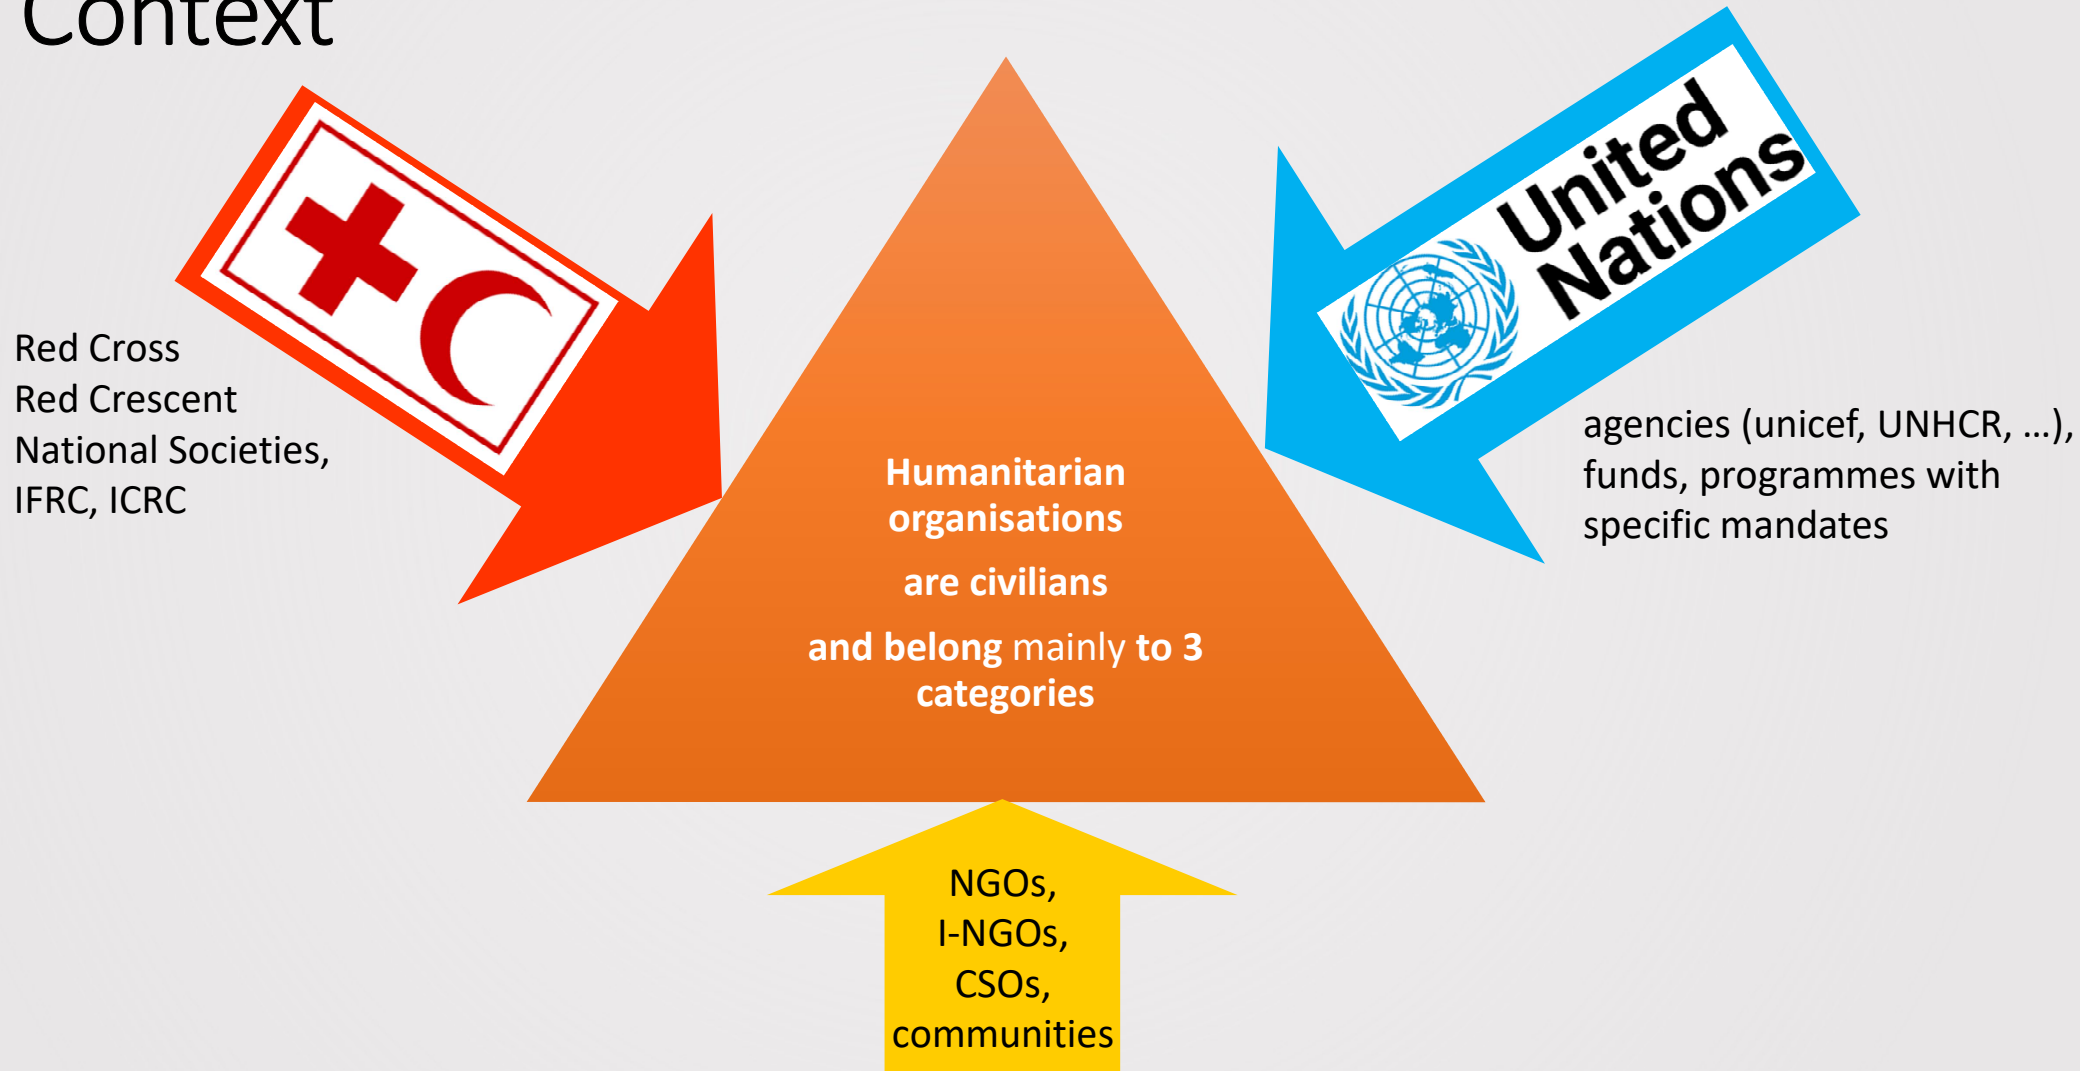 Context
United
Nations
Red Cross
Red Crescent
National Societies,
IFRC, ICRC
agencies (unicef, UNHCR, …),
funds, programmes with
specific mandates
Humanitarian
organisations
are civilians
and belong mainly to 3
categories
NGOs,
I-NGOs,
CSOs,
communities